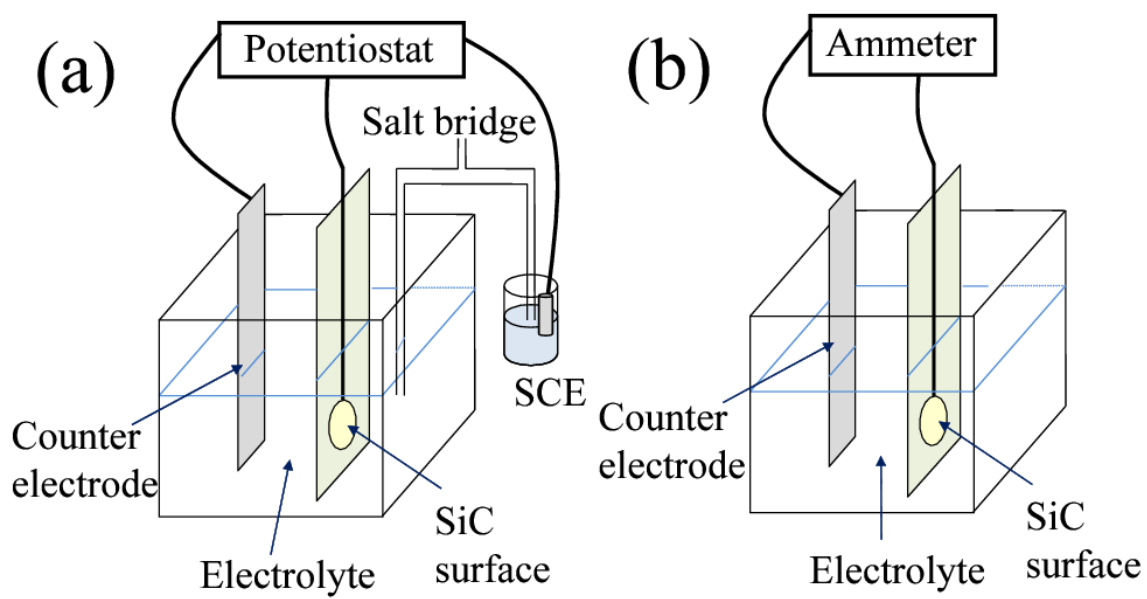 (a)
Potentiostat
Salt bridge
SCE
Counter
electrode
Electrolyte
SiC
surface
(b)
Ammeter
Counter
electrode
Electrolyte
SiC
surface